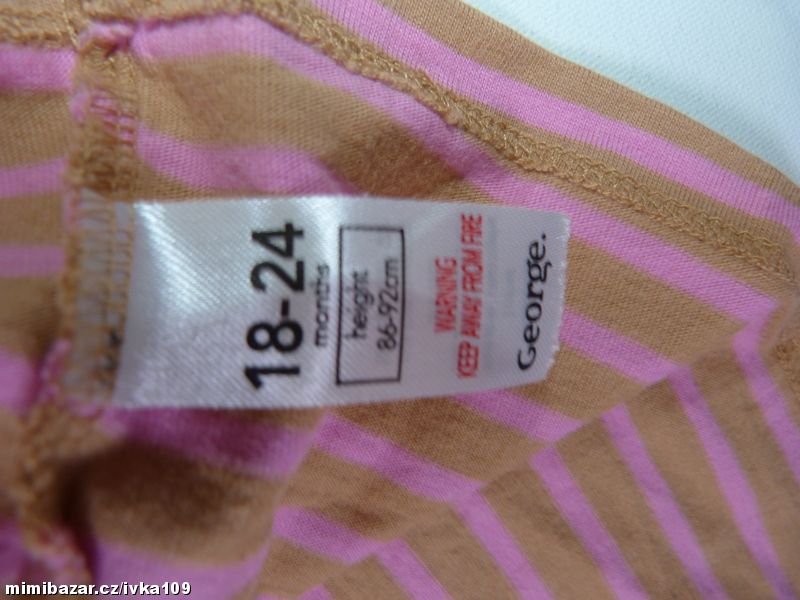 George.
WARNING
KEEP AWAY FROM FIRE
height
86-92cm
18-24
months
mimibazar.cz/ivka109